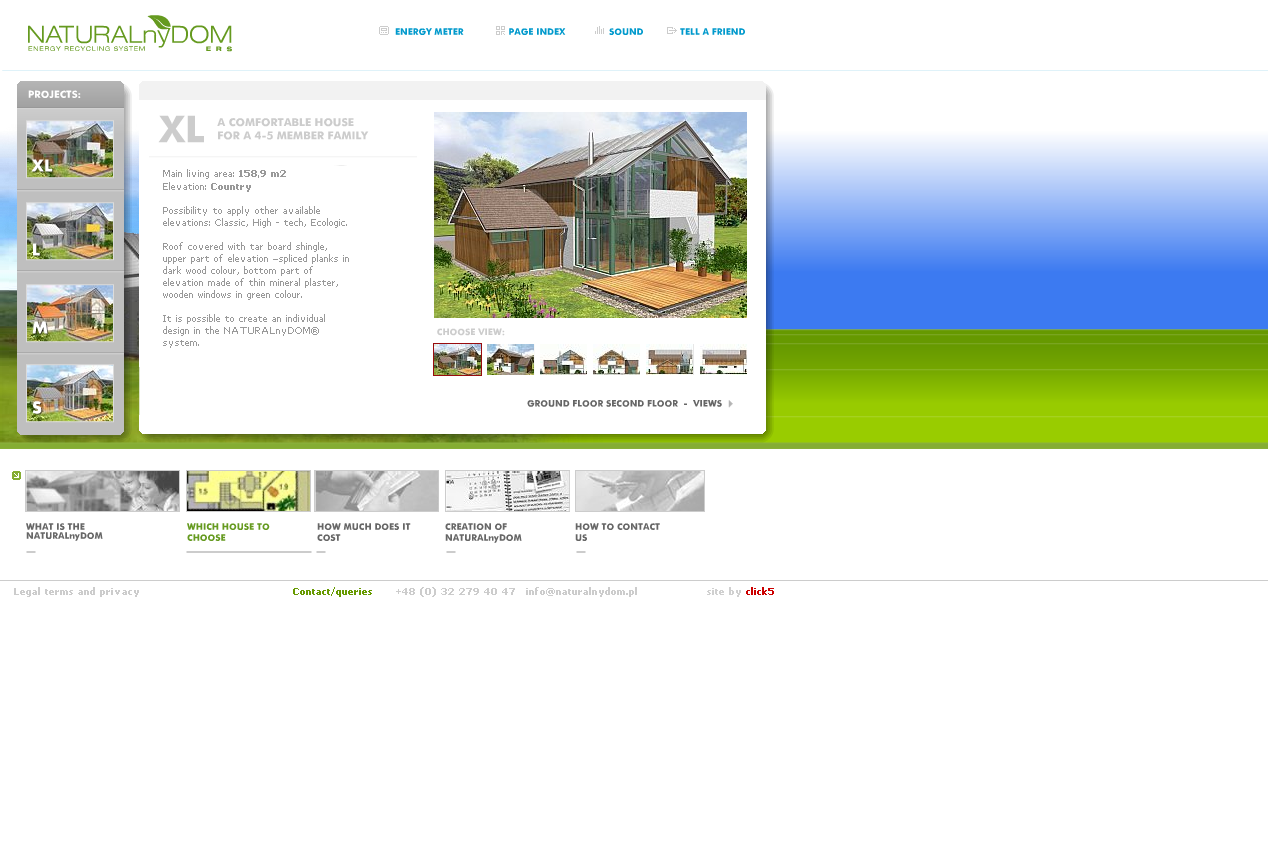 NATURALnyDOM
ENERGY RECYCLING SYSTEM
ERS
ENERGY METER
PAGE INDEX
SOUND
TELL A FRIEND
PROJECTS:
XL
L
M
S
XL
A COMFORTABLE HOUSE
FOR A 4-5 MEMBER FAMILY
Main living area: 158,9 m2
Elevation: Country
Possibility to apply other available
elevations: Classic, High - tech, Ecologic.
Roof covered with tar board shingle,
upper part of elevation –spliced planks in
dark wood colour, bottom part of
elevation made of thin mineral plaster,
wooden windows in green colour.
It is possible to create an individual
design in the NATURALnyDOM®
system.
CHOOSE VIEW:
GROUND FLOOR SECOND FLOOR - VIEWS
1.5
1.9
WHAT IS THE
NATURALnyDOM
WHICH HOUSE TO
CHOOSE
HOW MUCH DOES IT
COST
CREATION OF
NATURALnyDOM
HOW TO CONTACT
US
Legal terms and privacy
Contact/queries
+48 (0) 32 279 40 47
info@naturalnydom.pl
site by click5